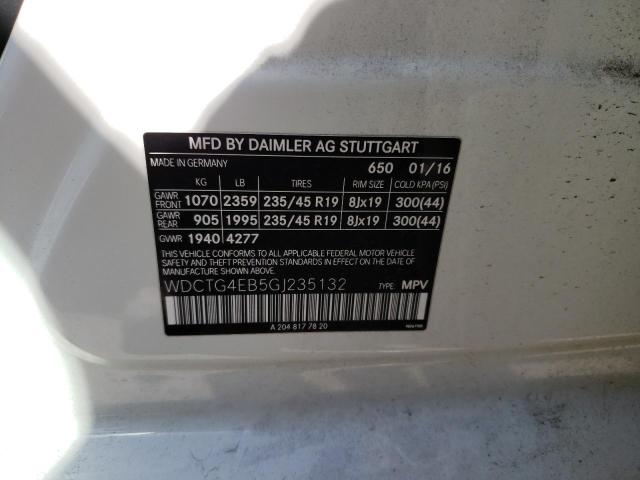 MFD BY DAIMLER AG STUTTGART
MADE IN GERMANY 650 01/16
KG LB TIRES RIM SIZE COLD KPA (PSI)
GAWR FRONT 1070 2359 235/45 R19 8Jx19 300(44)
GAWR REAR 905 1995 235/45 R19 8Jx19 300(44)
GVWR 1940 4277
THIS VEHICLE CONFORMS TO ALL APPLICABLE FEDERAL MOTOR VEHICLE
SAFETY, BUMPER, AND THEFT PREVENTION STANDARDS IN
EFFECT ON THE DATE OF MANUFACTURE SHOWN ABOVE.
WDCTG4EB5GJ235132 TYPE: MPV
A 204 817 78 20